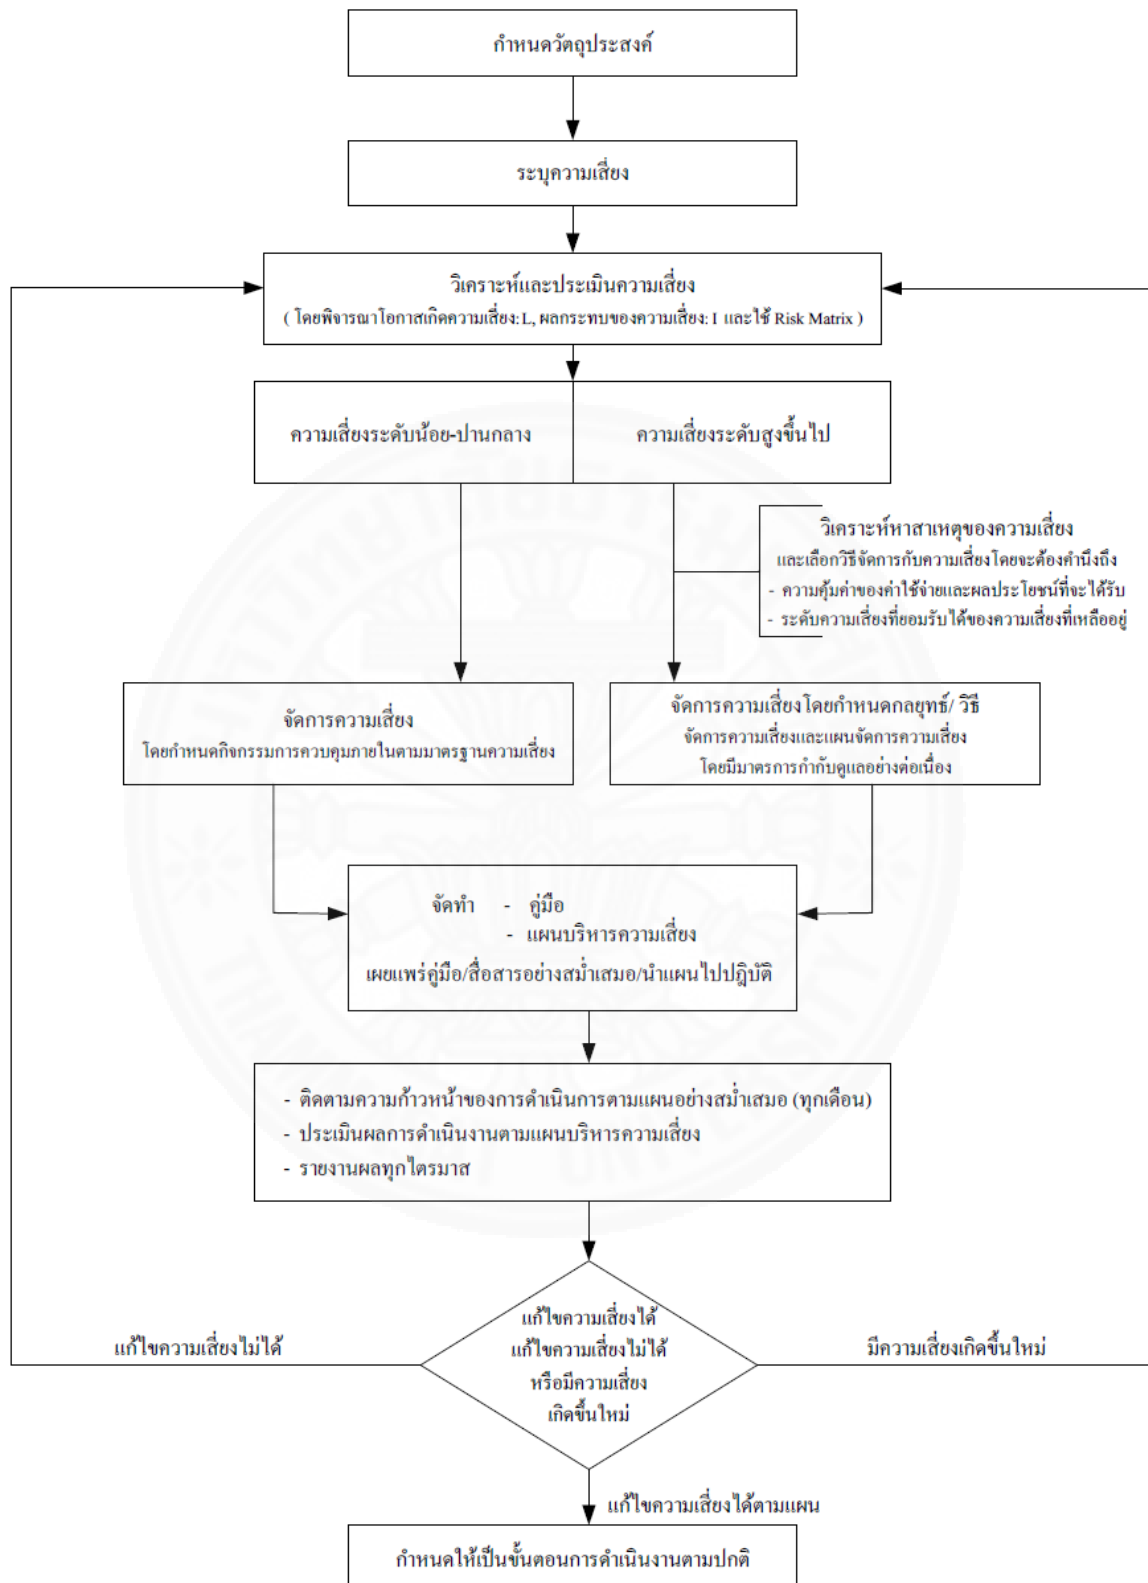 กำหนดวัตถุประสงค์
ระบุความเสี่ยง
วิเคราะห์และประเมินความเสี่ยง
( โดยพิจารณาโอกาสเกิดความเสี่ยง: L, ผลกระทบของความเสี่ยง: I และใช้ Risk Matrix )
ความเสี่ยงระดับน้อย-ปานกลาง
ความเสี่ยงระดับสูงขึ้นไป
วิเคราะห์หาสาเหตุของความเสี่ยง
และเลือกวิธีจัดการกับความเสี่ยงโดยจะต้องคำนึงถึง
- ความคุ้มค่าของค่าใช้จ่ายและผลประโยชน์ที่จะได้รับ
- ระดับความเสี่ยงที่ยอมรับได้ของความเสี่ยงที่เหลืออยู่
จัดการความเสี่ยง
โดยกำหนดกิจกรรมการควบคุมภายในตามมาตรฐานความเสี่ยง
จัดการความเสี่ยงโดยกำหนดกลยุทธ์/ วิธี
จัดการความเสี่ยงและแผนจัดการความเสี่ยง
โดยมีมาตรการกำกับดูแลอย่างต่อเนื่อง
จัดทำ - คู่มือ
- แผนบริหารความเสี่ยง
เผยแพร่คู่มือ/สื่อสารอย่างสม่ำเสมอ/นำแผนไปปฎิบัติ
- ติดตามความก้าวหน้าของการดำเนินการตามแผนอย่างสม่ำเสมอ (ทุกเดือน)
- ประเมินผลการดำเนินงานตามแผนบริหารความเสี่ยง
- รายงานผลทุกไตรมาส
แก้ไขความเสี่ยงได้
แก้ไขความเสี่ยงไม่ได้
หรือมีความเสี่ยง
เกิดขึ้นใหม่
แก้ไขความเสี่ยงไม่ได้
มีความเสี่ยงเกิดขึ้นใหม่
แก้ไขความเสี่ยงได้ตามแผน
กำหนดให้เป็นขั้นตอนการดำเนินงานตามปกติ